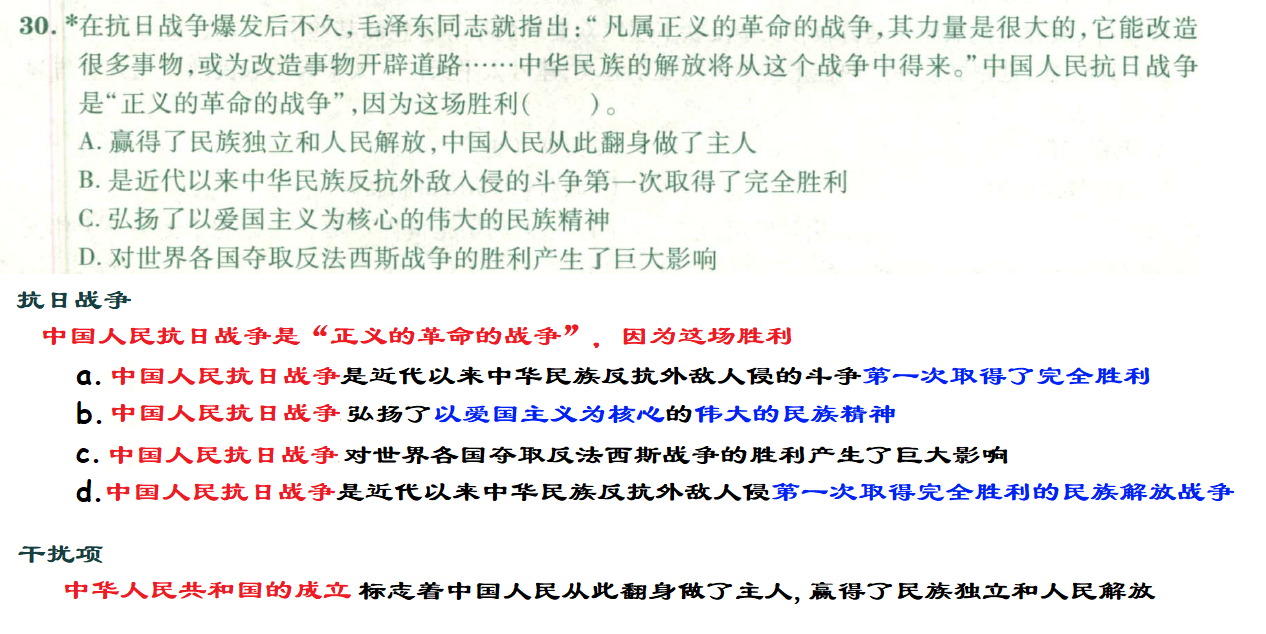 30. *在抗日战争爆发后不久,毛泽东同志就指出:“凡属正义的革命的战争,其力量是很大的,它能改造
很多事物,或为改造事物开辟道路……中华民族的解放将从这个战争中得来。”中国人民抗日战争
是“正义的革命的战争”,因为这场胜利(  )。
A. 赢得了民族独立和人民解放,中国人民从此翻身做了主人
B. 是近代以来中华民族反抗外敌入侵的斗争第一次取得了完全胜利
C. 弘扬了以爱国主义为核心的伟大的民族精神
D. 对世界各国夺取反法西斯战争的胜利产生了巨大影响
抗日战争
中国人民抗日战争是“正义的革命的战争”, 因为这场胜利
a. 中国人民抗日战争是近代以来中华民族反抗外敌入侵的斗争第一次取得了完全胜利
b. 中国人民抗日战争 弘扬了以爱国主义为核心的伟大的民族精神
c. 中国人民抗日战争 对世界各国夺取反法西斯战争的胜利产生了巨大影响
d. 中国人民抗日战争是近代以来中华民族反抗外敌入侵第一次取得完全胜利的民族解放战争
干扰项
中华人民共和国的成立 标志着中国人民从此翻身做了主人, 赢得了民族独立和人民解放